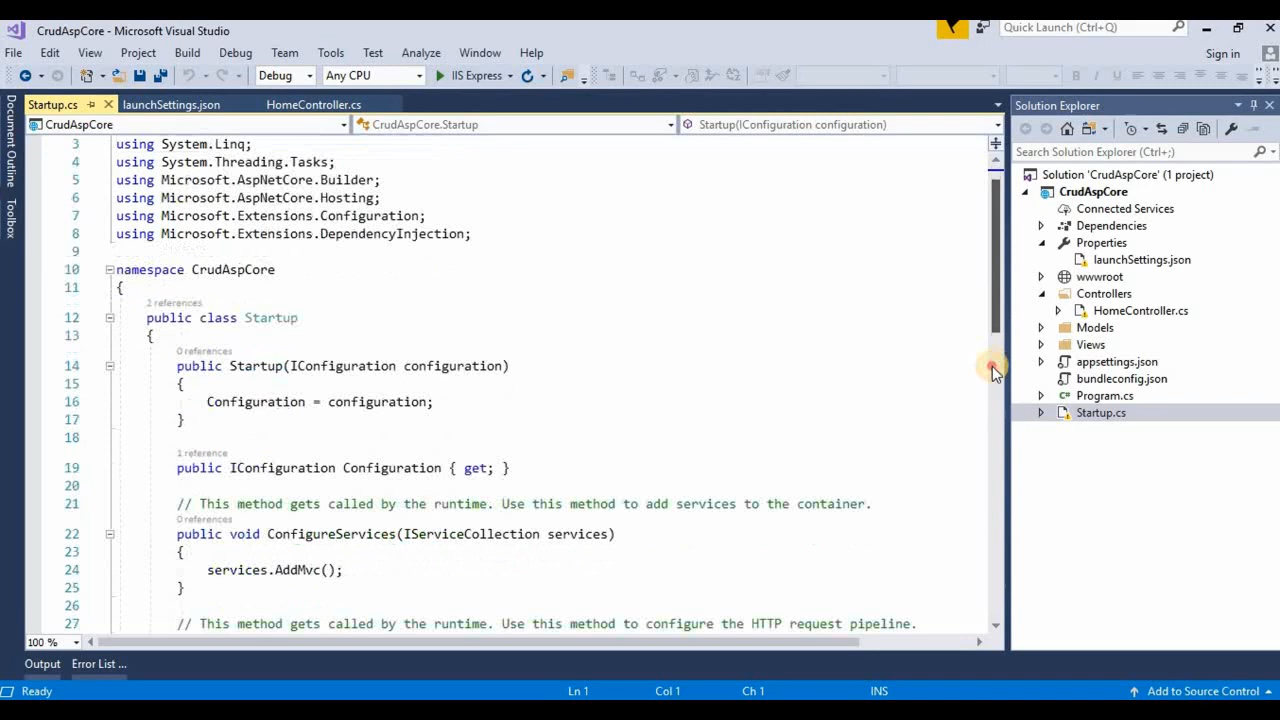 CrudAspCore - Microsoft Visual Studio
Quick Launch (Ctrl+Q)
File Edit View Project Build Debug Team Tools Test Analyze Window Help
Sign in
Debug Any CPU IIS Express
Document Outline
Toolbox
Startup.cs launchSettings.json HomeController.cs
CrudAspCore CrudAspCore.Startup Startup(IConfiguration configuration)
3 using System.Linq;
4 using System.Threading.Tasks;
5 using Microsoft.AspNetCore.Builder;
6 using Microsoft.AspNetCore.Hosting;
7 using Microsoft.Extensions.Configuration;
8 using Microsoft.Extensions.DependencyInjection;
9
10 namespace CrudAspCore
11 {
2 references
12 public class Startup
13 {
0 references
14 public Startup(IConfiguration configuration)
15 {
16 Configuration = configuration;
17 }
18
1 reference
19 public IConfiguration Configuration { get; }
20
21 // This method gets called by the runtime. Use this method to add services to the container.
0 references
22 public void ConfigureServices(IServiceCollection services)
23 {
24 services.AddMvc();
25 }
26
27 // This method gets called by the runtime. Use this method to configure the HTTP request pipeline.
100 %
Solution Explorer
Search Solution Explorer (Ctrl+;)
Solution 'CrudAspCore' (1 project)
CrudAspCore
Connected Services
Dependencies
Properties
launchSettings.json
wwwroot
Controllers
HomeController.cs
Models
Views
appsettings.json
bundleconfig.json
Program.cs
Startup.cs
Output Error List ...
Ready Ln 1 Col 1 Ch 1 INS Add to Source Control